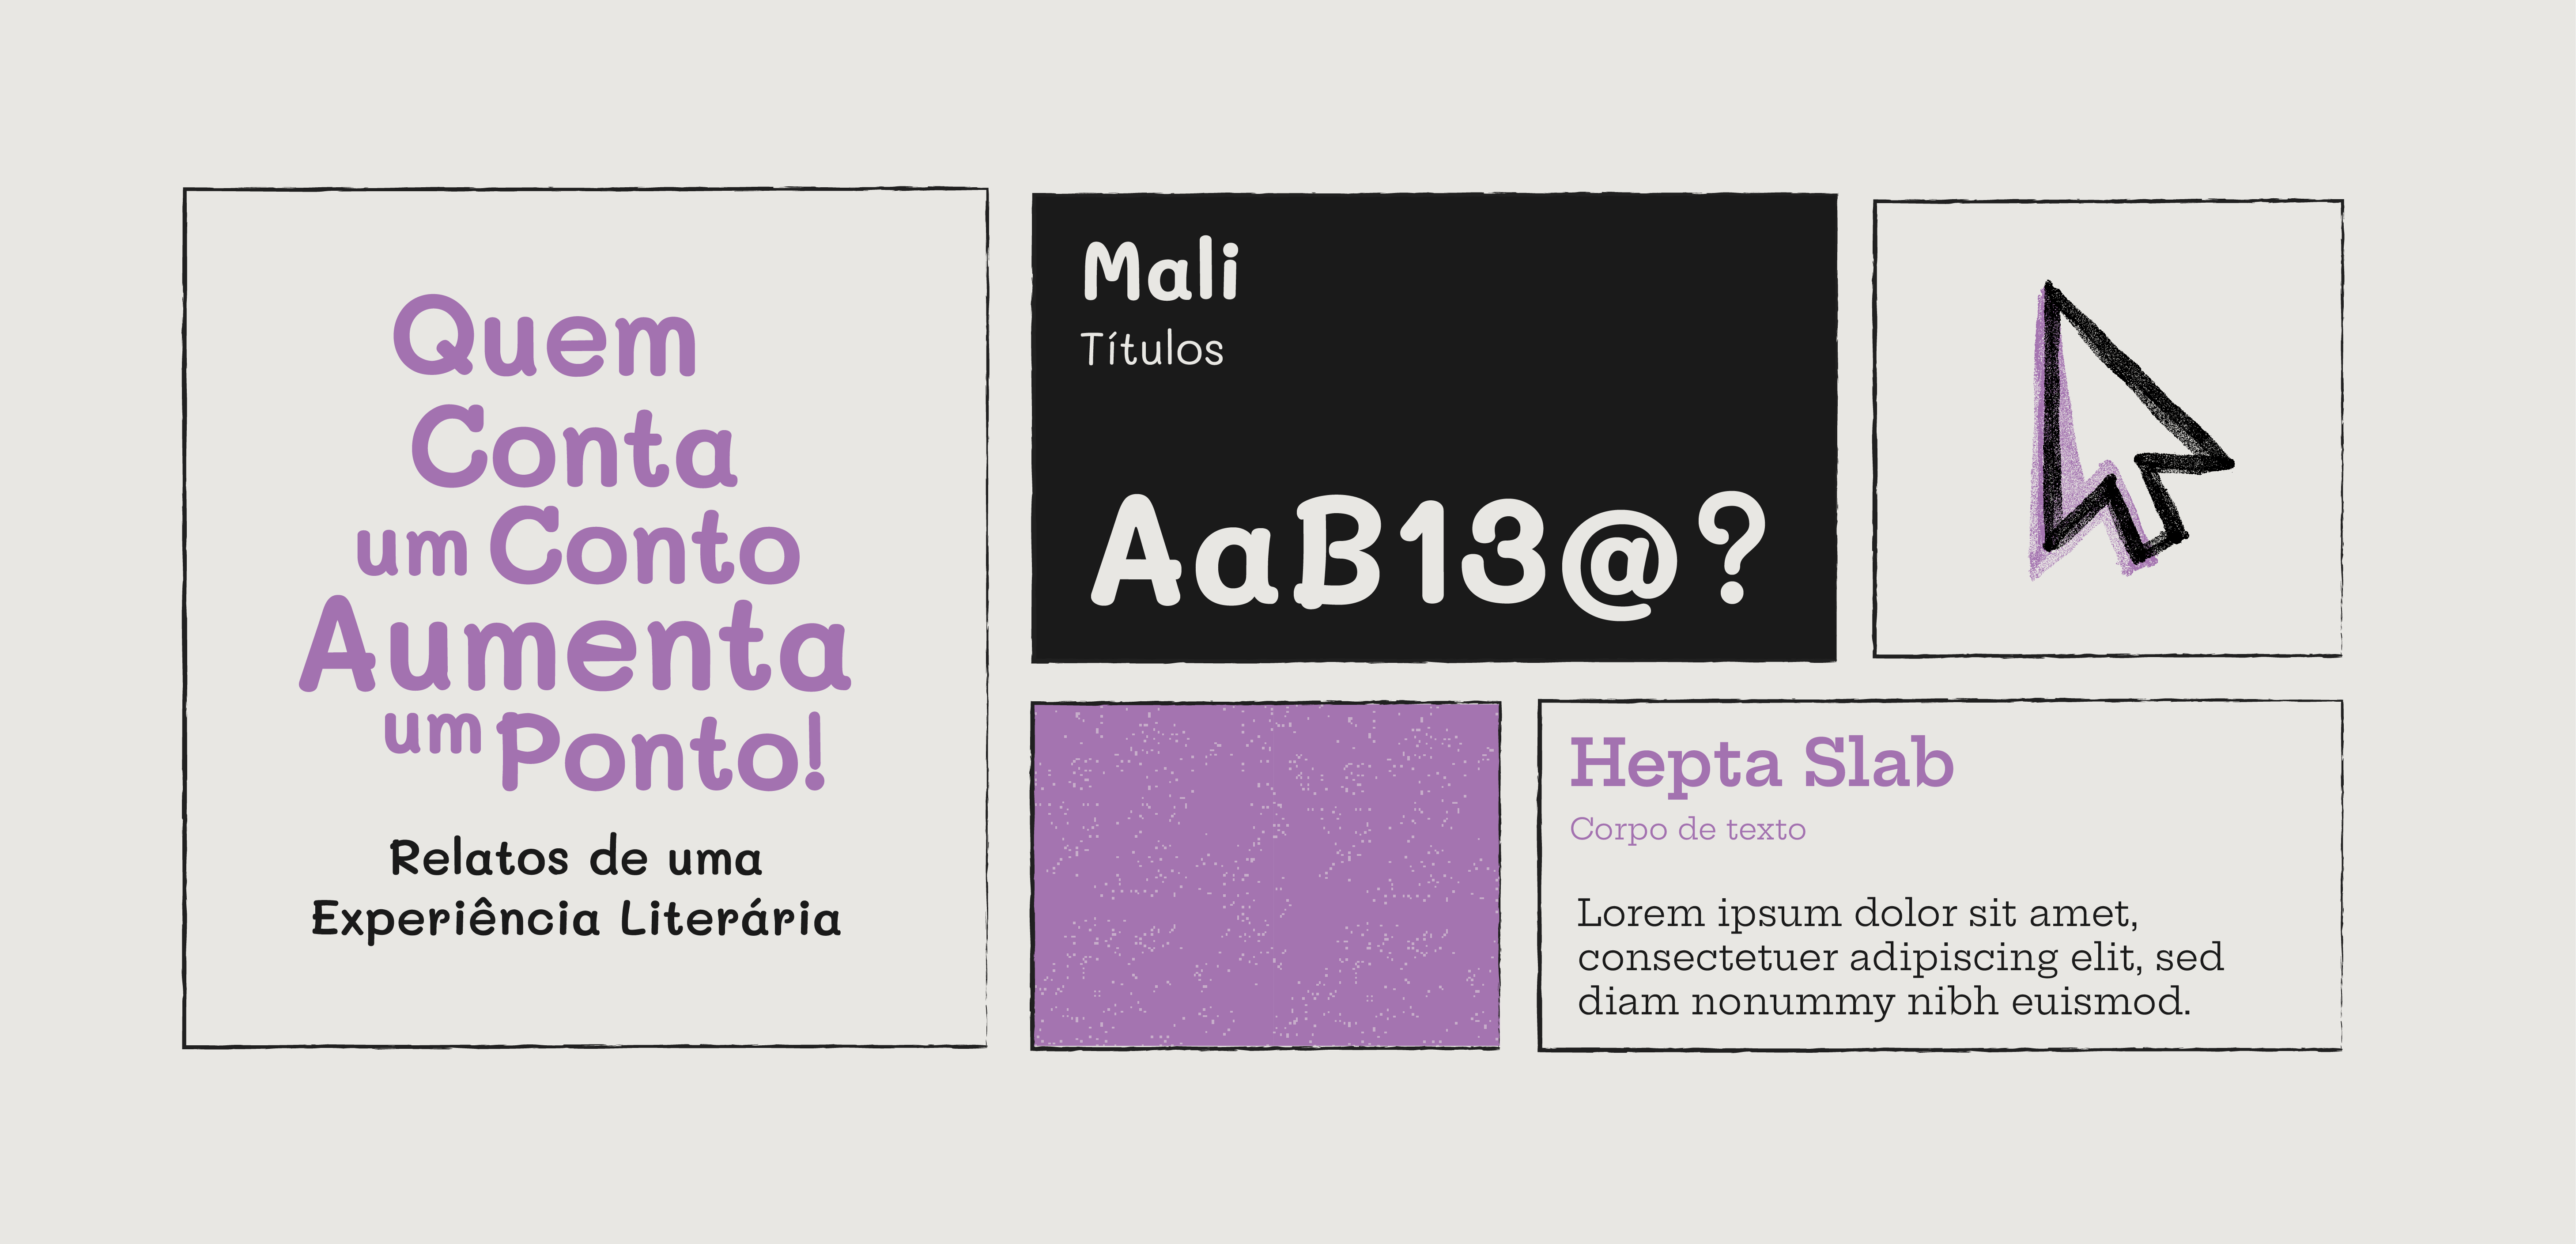 Quem
Conta
um Conto
Aumenta
um Ponto!
Relatos de uma
Experiência Literária
Mali
Títulos
AaB13@?
Hepta Slab
Corpo de texto
Lorem ipsum dolor sit amet,
consectetuer adipiscing elit, sed
diam nonummy nibh euismod.